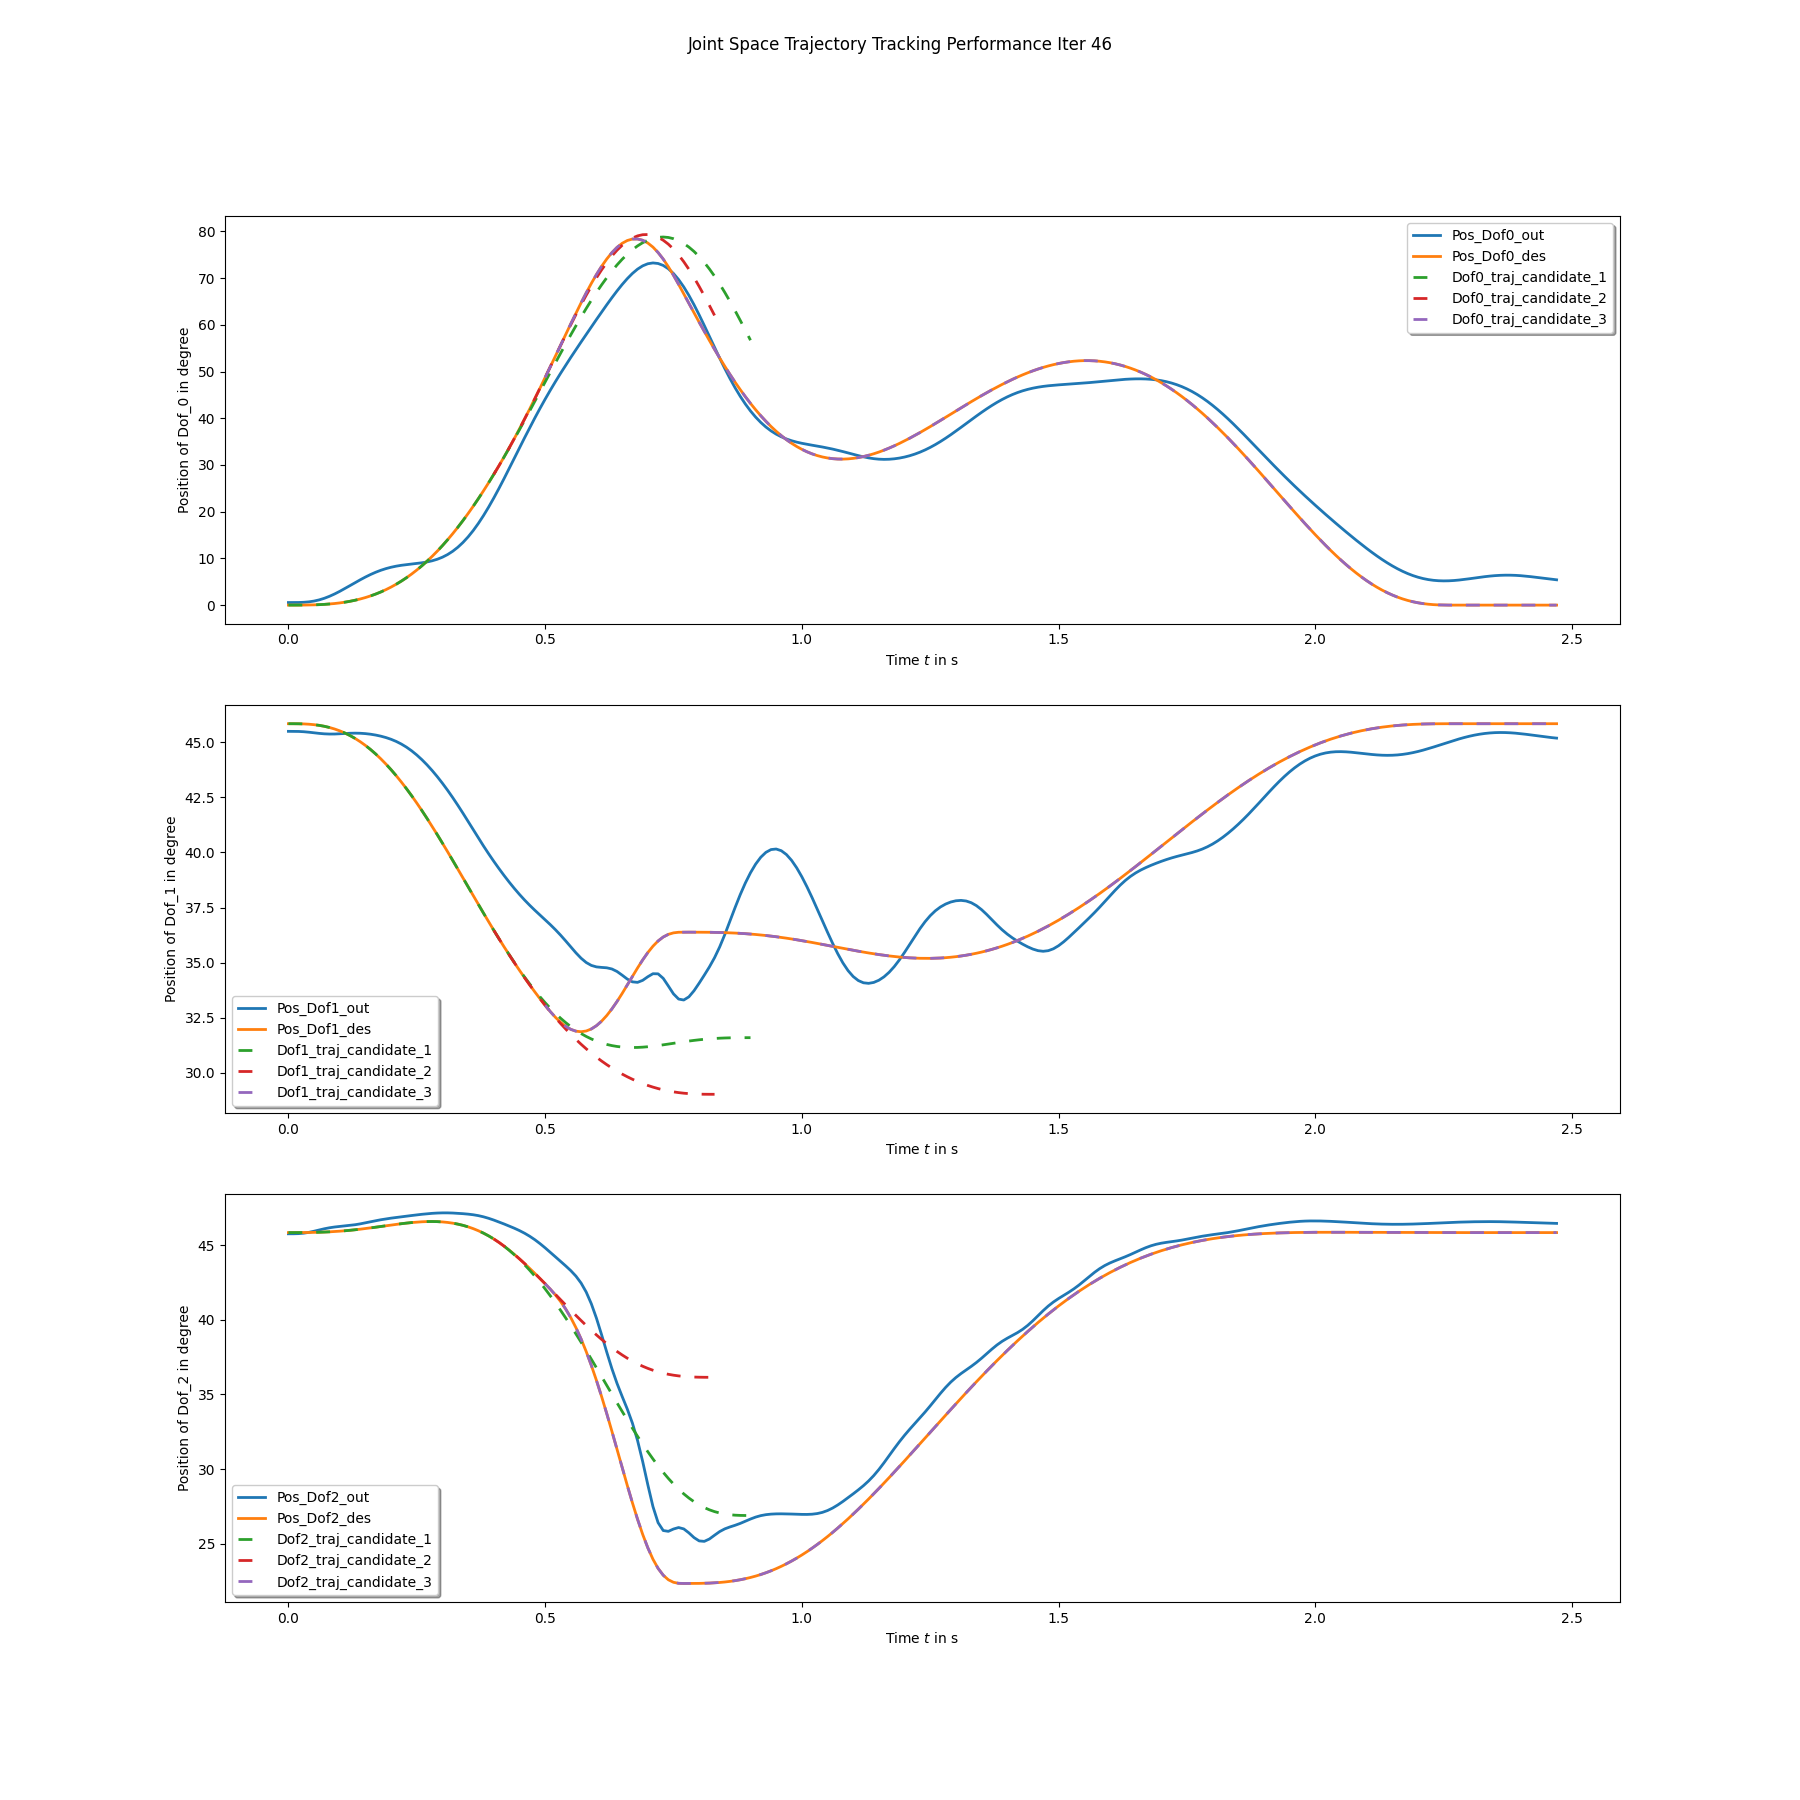 Joint Space Trajectory Tracking Performance Iter 46
80
70
60
50
40
30
20
10
0
Position of Dof_0 in degree
Pos_Dof0_out
Pos_Dof0_des
Dof0_traj_candidate_1
Dof0_traj_candidate_2
Dof0_traj_candidate_3
0.0 0.5 1.0 1.5 2.0 2.5
Time t in s
45.0
42.5
40.0
37.5
35.0
32.5
30.0
Position of Dof_1 in degree
Pos_Dof1_out
Pos_Dof1_des
Dof1_traj_candidate_1
Dof1_traj_candidate_2
Dof1_traj_candidate_3
0.0 0.5 1.0 1.5 2.0 2.5
Time t in s
45
40
35
30
25
Position of Dof_2 in degree
Pos_Dof2_out
Pos_Dof2_des
Dof2_traj_candidate_1
Dof2_traj_candidate_2
Dof2_traj_candidate_3
0.0 0.5 1.0 1.5 2.0 2.5
Time t in s